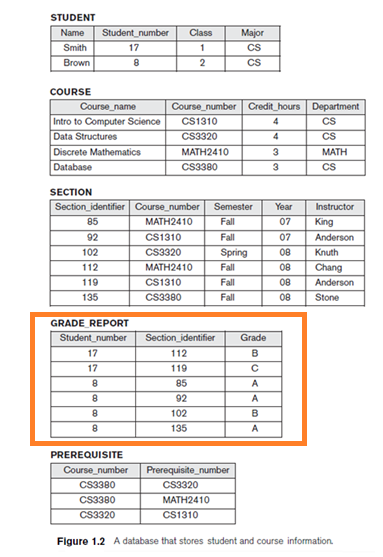 STUDENT
Name Student_number Class Major
Smith 17 1 CS
Brown 8 2 CS
COURSE
Course_name Course_number Credit_hours Department
Intro to Computer Science CS1310 4 CS
Data Structures CS3320 4 CS
Discrete Mathematics MATH2410 3 MATH
Database CS3380 3 CS
SECTION
Section_identifier Course_number Semester Year Instructor
85 MATH2410 Fall 07 King
92 CS1310 Fall 07 Anderson
102 CS3320 Spring 08 Knuth
112 MATH2410 Fall 08 Chang
119 CS1310 Fall 08 Anderson
135 CS3380 Fall 08 Stone
GRADE_REPORT
Student_number Section_identifier Grade
17 112 B
17 119 C
8 85 A
8 92 A
8 102 B
8 135 A
PREREQUISITE
Course_number Prerequisite_number
CS3380 CS3320
CS3380 MATH2410
CS3320 CS1310
Figure 1.2 A database that stores student and course information.